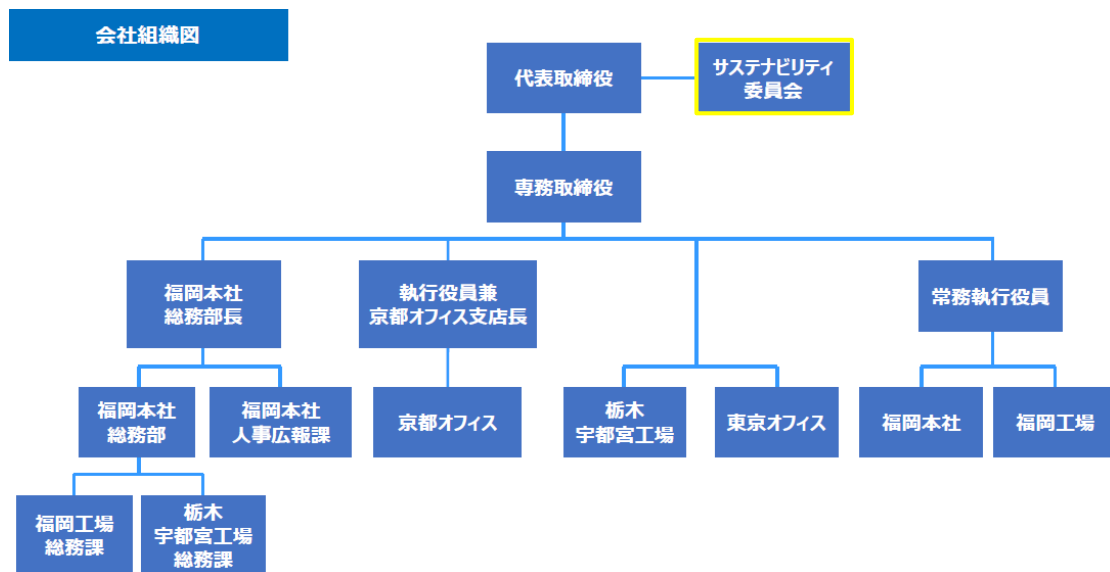 会社組織図
代表取締役
サステナビリティ
委員会
専務取締役
福岡本社
総務部長
執行役員兼
京都オフィス支店長
常務執行役員
福岡本社
総務部
福岡本社
人事広報課
京都オフィス
栃木
宇都宮工場
東京オフィス
福岡本社
福岡工場
福岡工場
総務課
栃木
宇都宮工場
総務課